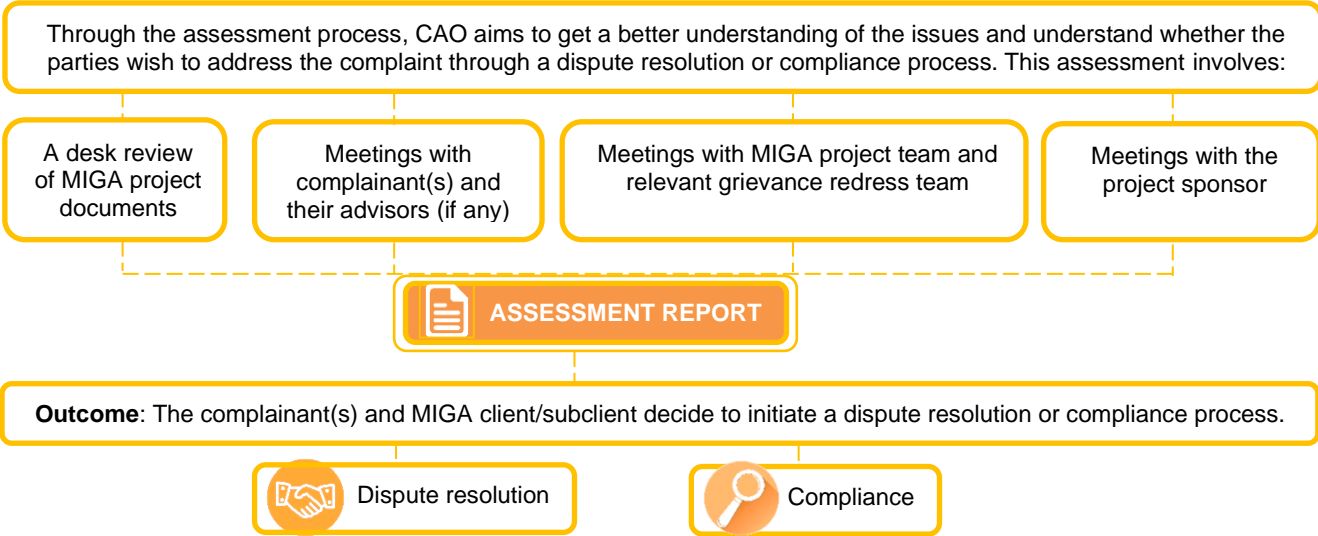 Through the assessment process, CAO aims to get a better understanding of the issues and understand whether the
parties wish to address the complaint through a dispute resolution or compliance process. This assessment involves:
A desk review
of MIGA project
documents
Meetings with
complainant(s) and
their advisors (if any)
Meetings with MIGA project team and
relevant grievance redress team
Meetings with the
project sponsor
ASSESSMENT REPORT
Outcome: The complainant(s) and MIGA client/subclient decide to initiate a dispute resolution or compliance process.
Dispute resolution
Compliance